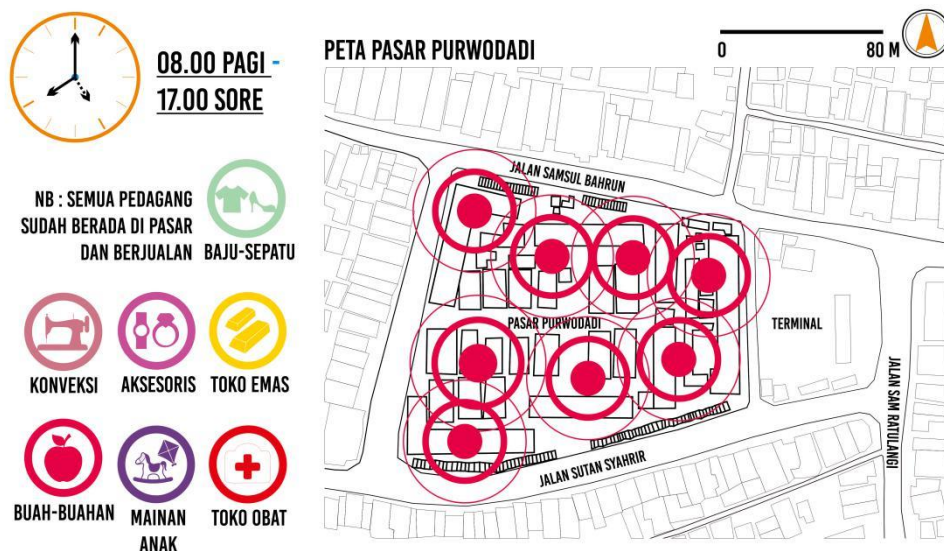 08.00 PAGI -
17.00 SORE
NB : SEMUA PEDAGANG
SUDAH BERADA DI PASAR
DAN BERJUALAN
BAJU-SEPATU
KONVEKSI
AKSESORIS
TOKO EMAS
BUAH-BUAHAN
MAINAN
ANAK
TOKO OBAT
PETA PASAR PURWODADI
0
80 M
JALAN SAMSUL BAHRUN
PASAR PURWODADI
TERMINAL
JALAN SAM RATULANGI
JALAN SUTAN SYAHRIR